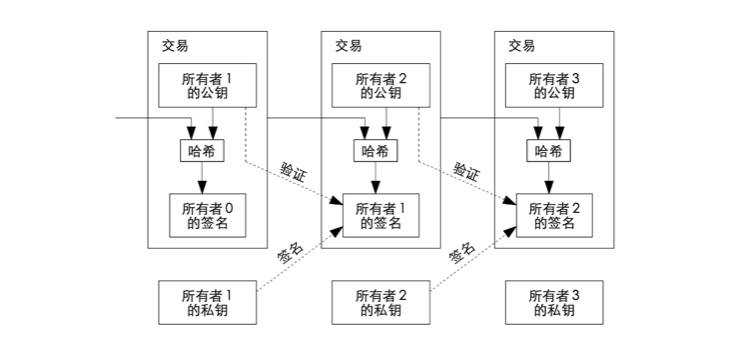 交易
交易
交易
所有者1
的公钥
所有者2
的公钥
所有者3
的公钥
哈希
哈希
哈希
验证
验证
所有者0
的签名
所有者1
的签名
所有者2
的签名
签名
签名
所有者1
的私钥
所有者2
的私钥
所有者3
的私钥